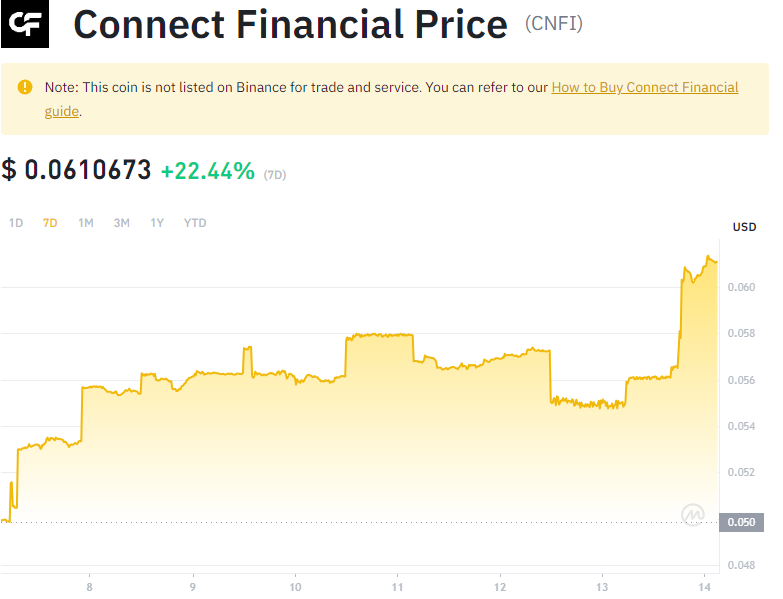 CF
Connect Financial Price (CNFI)
Note: This coin is not listed on Binance for trade and service. You can refer to our How to Buy Connect Financial
guide.
$ 0.0610673 +22.44% (7D)
1D 7D 1M 3M 1Y YTD
USD
0.060
0.058
0.056
0.054
0.052
0.050
0.048
8 9 10 11 12 13 14